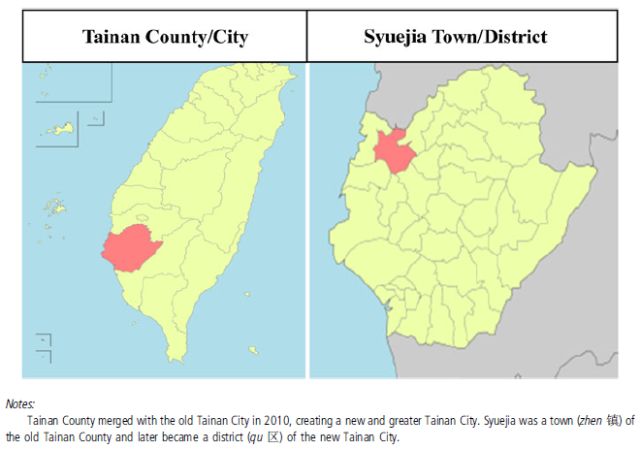 Tainan County/City
Syuejia Town/District
Notes:
Tainan County merged with the old Tainan City in 2010, creating a new and greater Tainan City. Syuejia was a town (zhen 镇) of
the old Tainan County and later became a district (qu 区) of the new Tainan City.